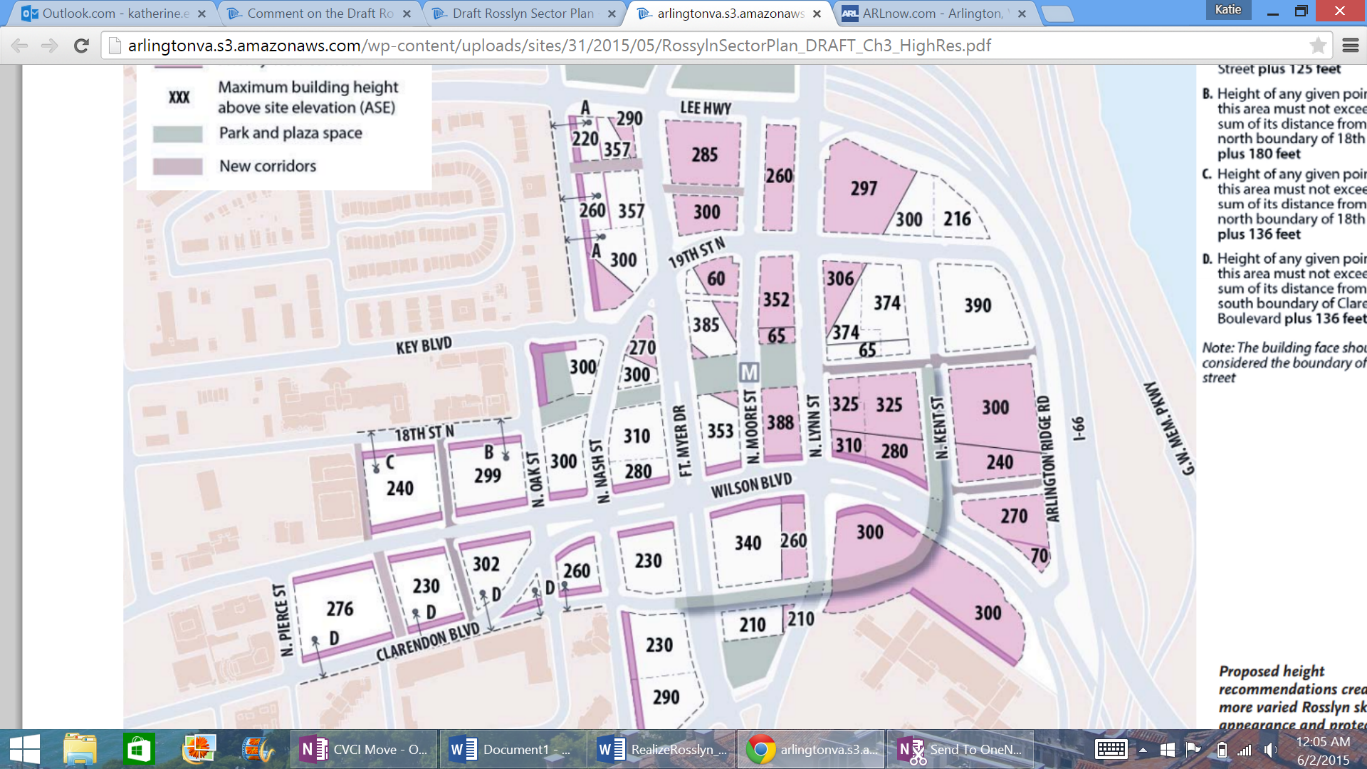 Outlook.com - katherine.e
Comment on the Draft Ro
Draft Rosslyn Sector Plan
arlingtonva.s3.amazonaws
ARL
ARLnow.com - Arlington,
Katie
arlingtonva.s3.amazonaws.com/wp-content/uploads/sites/31/2015/05/RosslynSectorPlan_DRAFT_Ch3_HighRes.pdf
XXX
Maximum building height
above site elevation (ASE)
Park and plaza space
New corridors
Street plus 125 feet
B. Height of any given poin
this area must not excee
sum of its distance from
north boundary of 18th
plus 180 feet
C. Height of any given poin
this area must not excee
sum of its distance from
north boundary of 18th
plus 136 feet
D. Height of any given poin
this area must not excee
sum of its distance from
south boundary of Clare
Boulevard plus 136 feet
Note: The building face shou
considered the boundary of
street
Proposed height
recommendations crea
more varied Rosslyn sk
appearance and prote
LEE HWY
A
290
220
357
285
260
297
260
357
300
300
216
A
300
19TH ST N
60
352
306
374
390
385
65
374
65
KEY BLVD
270
300
300
M
N. MOORE ST
N. LYNN ST
N. KENT ST
ARLINGTON RIDGE RD
I-66
G.W. MEM. PKWY
325
325
300
353
388
310
280
240
18TH ST N
C
240
B
299
N. OAK ST
300
N. NASH ST
310
280
FT. MYER DR
WILSON BLVD
270
70
340
260
300
300
302
260
230
230
276
D
D
D
D
N. PIERCE ST
CLARENDON BLVD
210
210
230
290
CVCI Move - O...
Document1 - ...
RealizeRosslyn_...
arlingtonva.s3.a...
Send To OneN...
12:05 AM
6/2/2015